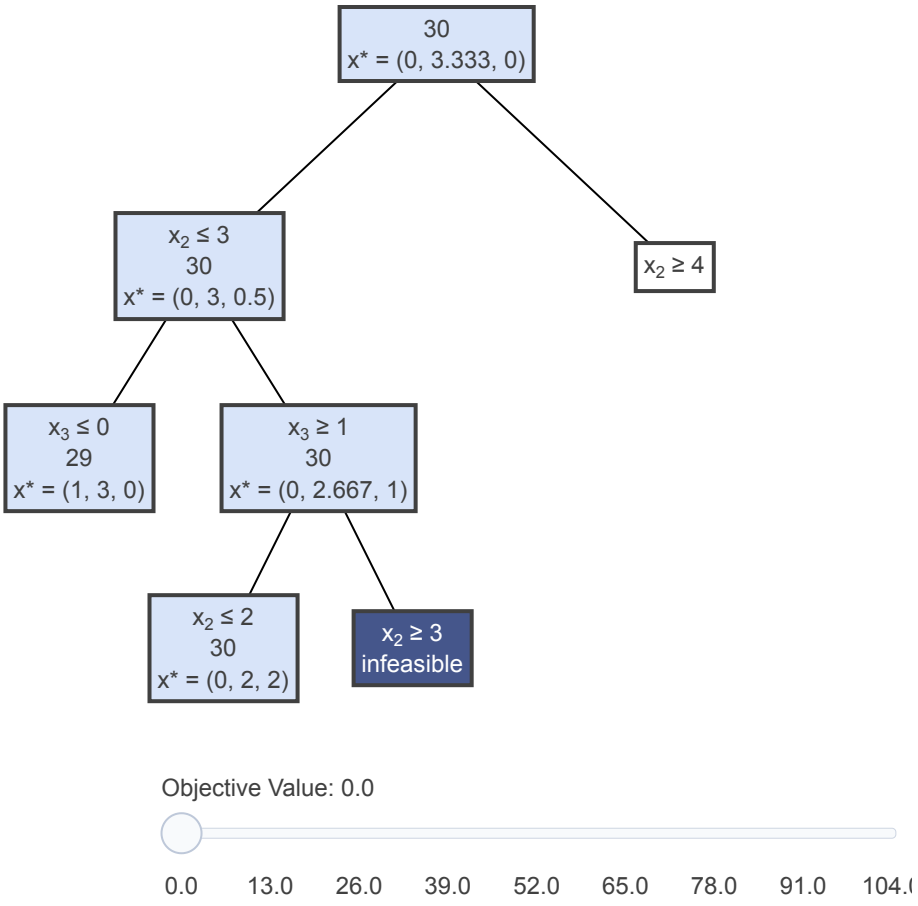 30
x* = (0, 3.333, 0)
x₂ ≤ 3
30
x* = (0, 3, 0.5)
x₂ ≥ 4
x₃ ≤ 0
29
x* = (1, 3, 0)
x₃ ≥ 1
30
x* = (0, 2.667, 1)
x₂ ≤ 2
30
x* = (0, 2, 2)
x₂ ≥ 3
infeasible
Objective Value: 0.0
0.0 13.0 26.0 39.0 52.0 65.0 78.0 91.0 104.0